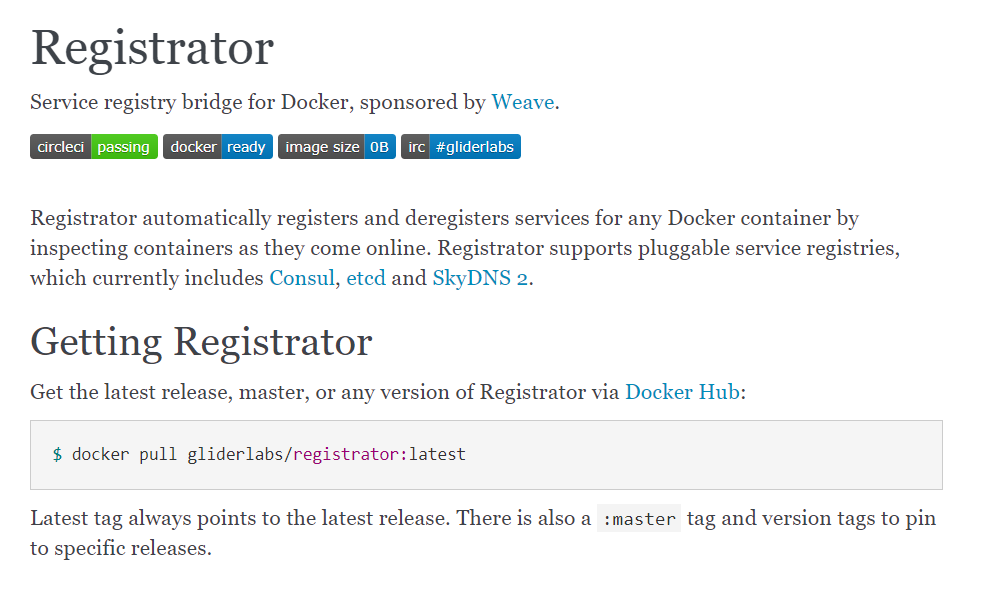 Registrator
Service registry bridge for Docker, sponsored by Weave.
circleci passing docker ready image size 0B irc #gliderlabs
Registrator automatically registers and deregisters services for any Docker container by
inspecting containers as they come online. Registrator supports pluggable service registries,
which currently includes Consul, etcd and SkyDNS 2.
Getting Registrator
Get the latest release, master, or any version of Registrator via Docker Hub:
$ docker pull gliderlabs/registrator:latest
Latest tag always points to the latest release. There is also a :master tag and version tags to pin
to specific releases.